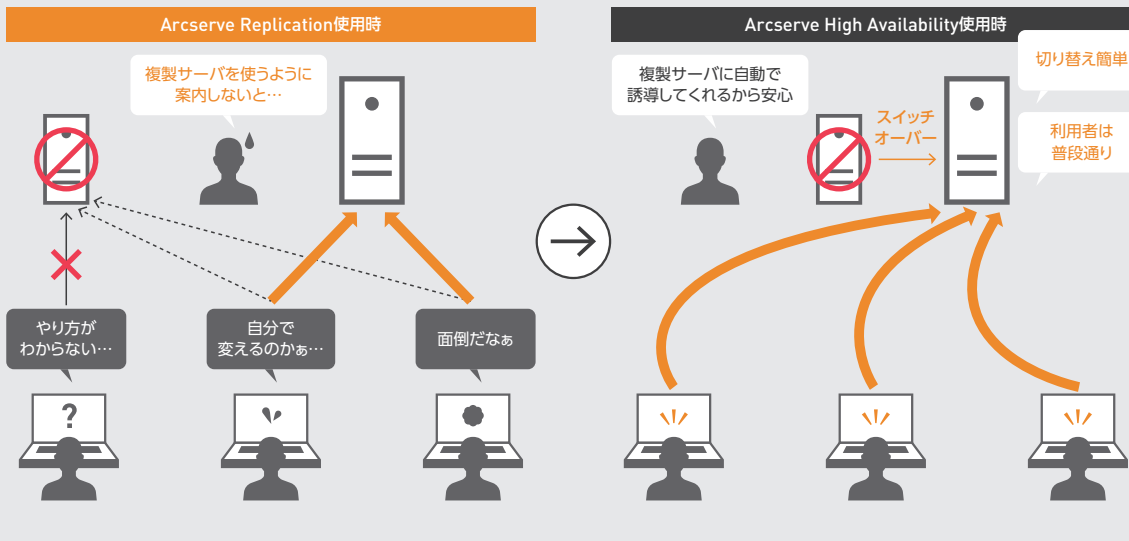 Arcserve Replication使用時
複製サーバを使うように
案内しないと…
やり方が
わからない…
自分で
変えるのかぁ…
面倒だなぁ
?
Arcserve High Availability使用時
複製サーバに自動で
誘導してくれるから安心
スイッチ
オーバー
切り替え簡単
利用者は
普段通り